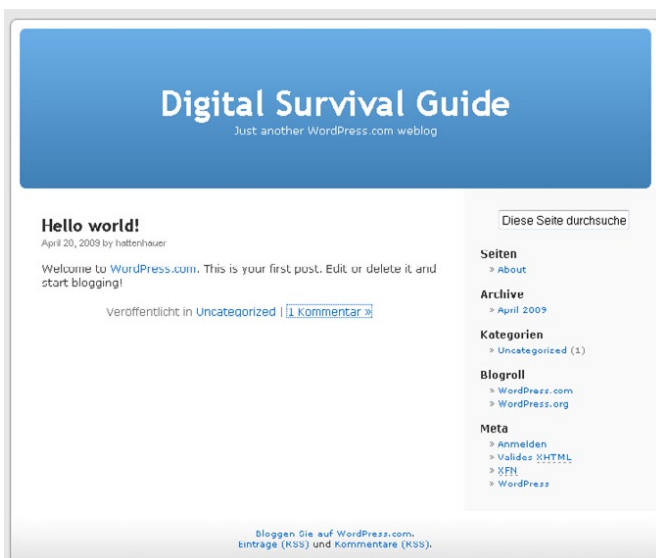 Digital Survival Guide
Just another WordPress.com weblog
Hello world!
April 20, 2009 by hattenhauer
Welcome to WordPress.com. This is your first post. Edit or delete it and
start blogging!
Veröffentlicht in Uncategorized | 1 Kommentar »
Diese Seite durchsuche
Seiten
» About
Archive
» April 2009
Kategorien
» Uncategorized (1)
Blogroll
» WordPress.com
» WordPress.org
Meta
» Anmelden
» Valides XHTML
» XFN
» WordPress
Bloggen Sie auf WordPress.com.
Einträge (RSS) und Kommentare (RSS).